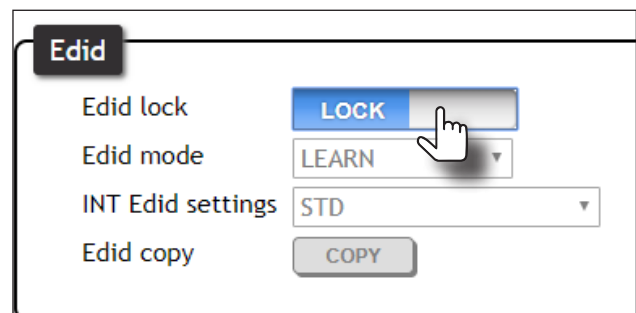 Edid
Edid lock LOCK
Edid mode LEARN
INT Edid settings STD
Edid copy COPY